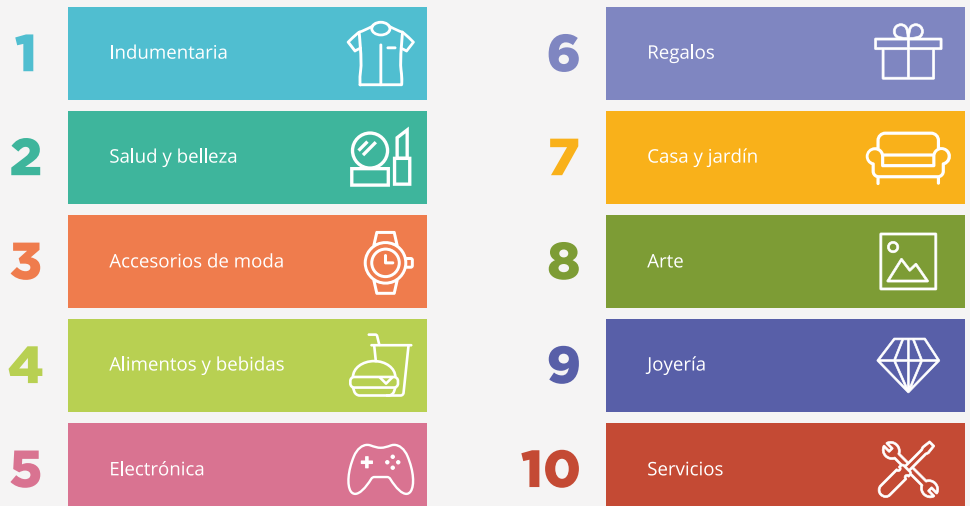 1 Indumentaria
2 Salud y belleza
3 Accesorios de moda
4 Alimentos y bebidas
5 Electrónica
6 Regalos
7 Casa y jardín
8 Arte
9 Joyería
10 Servicios